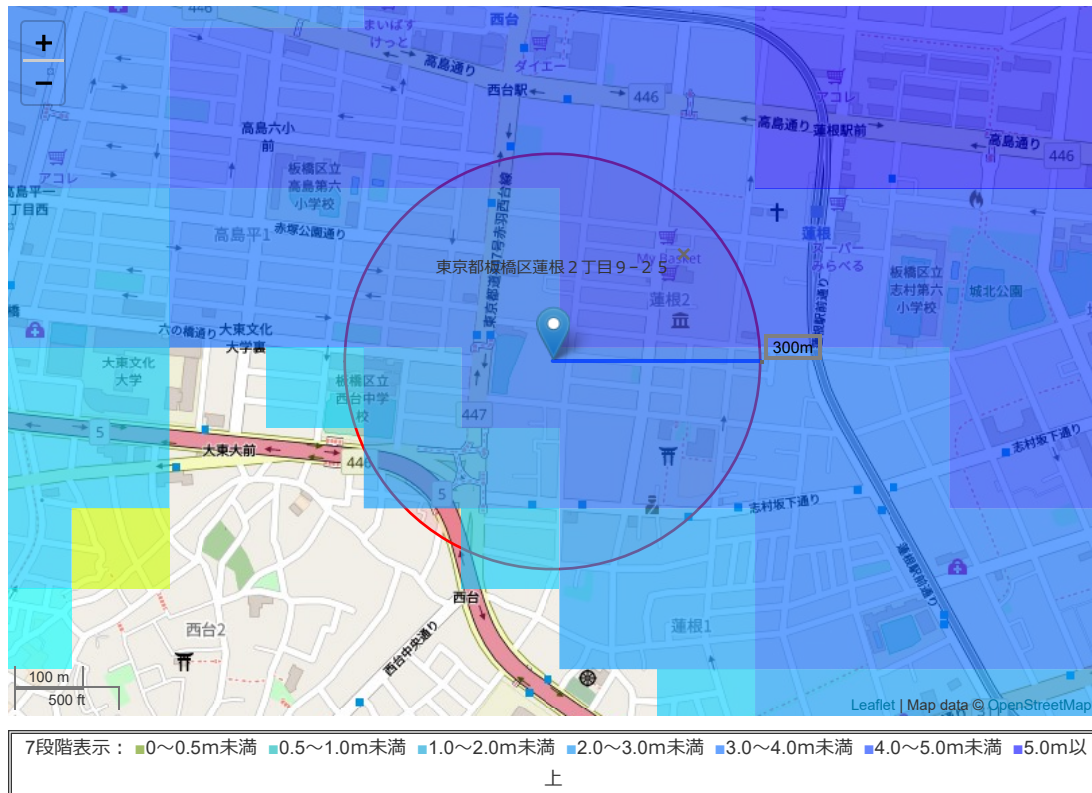 +
−
446
まいばす
けっと
西台
ダイエー
高島通り
西台駅
446
アコレ
高島通り
蓮根駅前
446
高島六小
前
アコレ
板橋区立
高島第六
小学校
高島平一
丁目西
赤塚公園通り
高島平1
東京都道447号赤羽西台線
東京都板橋区蓮根2丁目9-25
My Basket
蓮根2
蓮根
スーパー
みらべる
板橋区立
志村第六
小学校
城北公園
橋
六の橋通り
大東文化
大学裏
大東文化
大学
板橋区立
西台中学
校
蓮根駅前通り
300m
447
5
大東大前
446
5
志村坂下通り
志村坂下通り
蓮根駅前通り
西台
西台2
西台中央通り
蓮根1
100 m
500 ft
Leaflet | Map data © OpenStreetMap
7段階表示： ■0～0.5m未満 ■0.5～1.0m未満 ■1.0～2.0m未満 ■2.0～3.0m未満 ■3.0～4.0m未満 ■4.0～5.0m未満 ■5.0m以
上